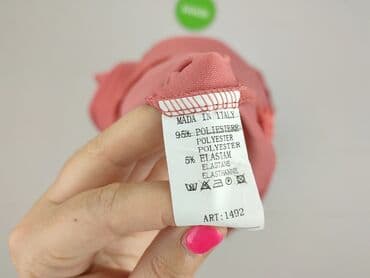 MADA IN ITALY
95% POLIESTERE
POLYESTER
POLYESTER
5% ELASTAM
ELASTANE
ELASTHANNE
ART:1492